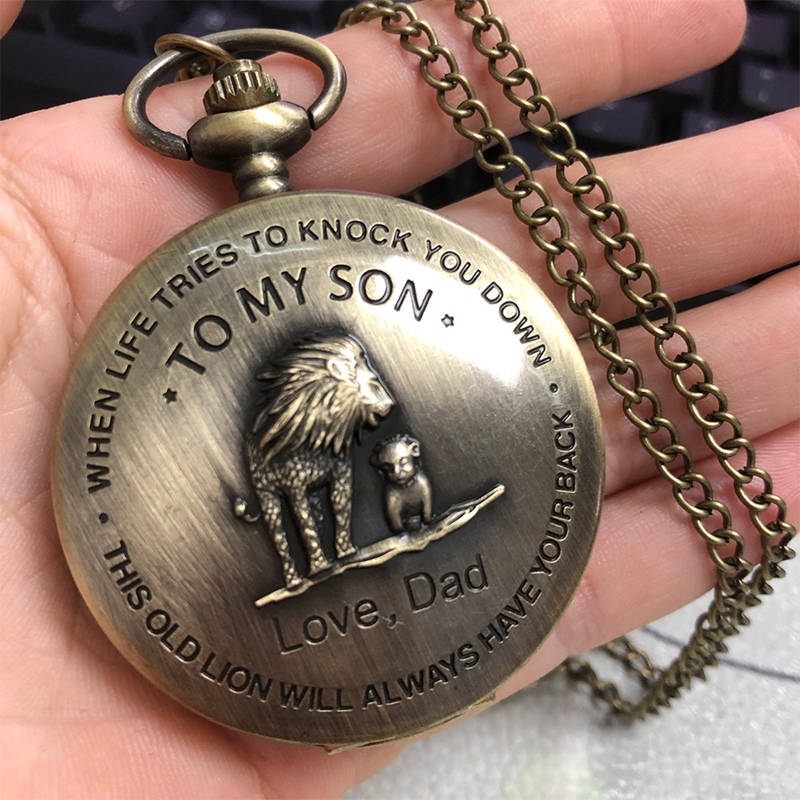 WHEN LIFE TRIES TO KNOCK YOU DOWN
TO MY SON
Love, Dad
THIS OLD LION WILL ALWAYS HAVE YOUR BACK